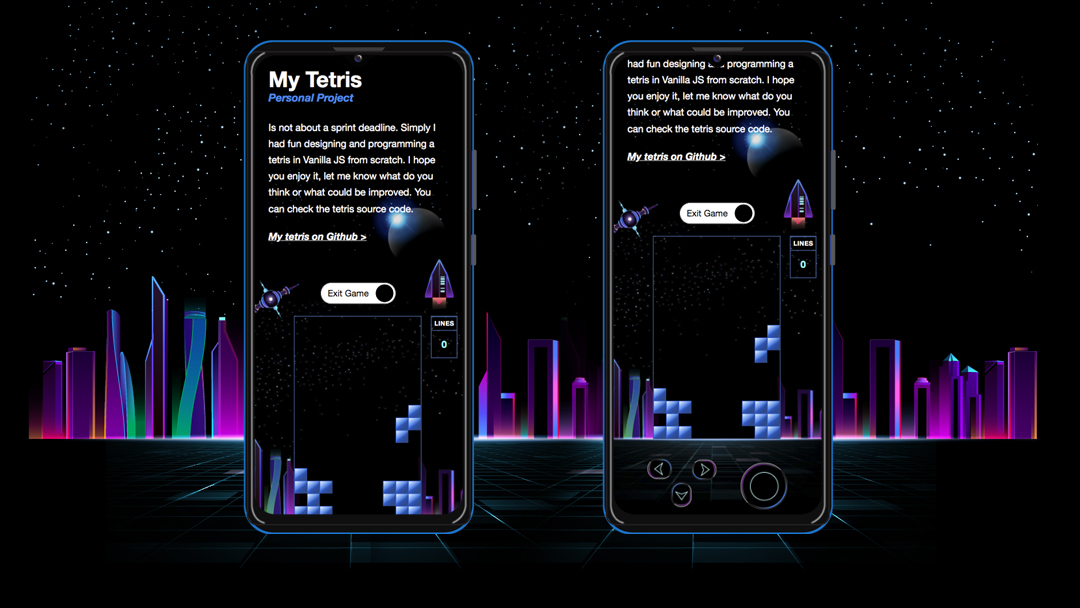 My Tetris
Personal Project
Is not about a sprint deadline. Simply I
had fun designing and programming a
tetris in Vanilla JS from scratch. I hope
you enjoy it, let me know what do you
think or what could be improved. You
can check the tetris source code.
My tetris on Github >
Exit Game
LINES
0
had fun designing and programming a
tetris in Vanilla JS from scratch. I hope
you enjoy it, let me know what do you
think or what could be improved. You
can check the tetris source code.
My tetris on Github >
Exit Game
LINES
0